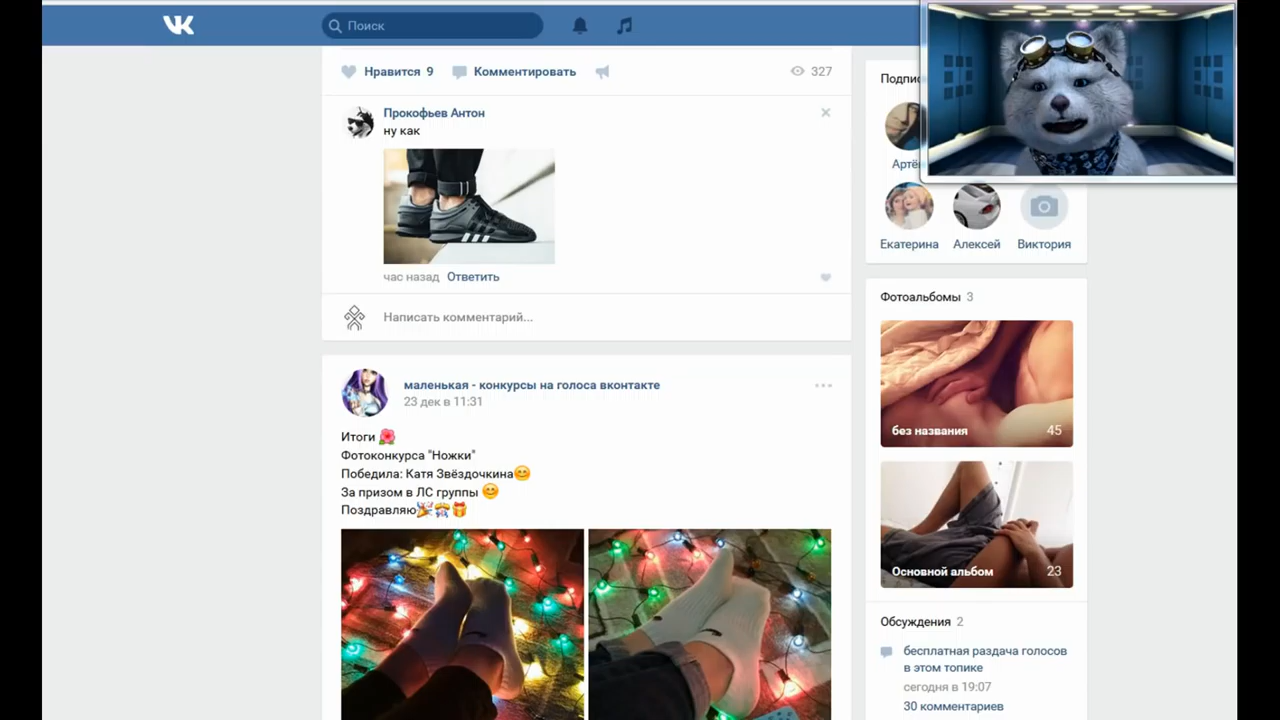 VK
Поиск
Нравится 9
Комментировать
327
Прокофьев Антон
ну как
час назад Ответить
Написать комментарий...
маленькая - конкурсы на голоса вконтакте
23 дек в 11:31
Итоги
Фотоконкурса "Ножки"
Победила: Катя Звёздочкина
За призом в ЛС группы
Поздравляю
Екатерина Алексей Виктория
Фотоальбомы 3
без названия 45
Основной альбом 23
Обсуждения 2
бесплатная раздача голосов
в этом топике
сегодня в 19:07
30 комментариев